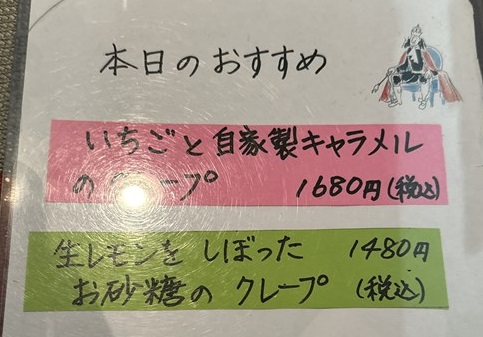 本日のおすすめ
いちごと自家製キャラメル
のクレープ 1680円(税込)
生レモンをしぼった 1480円
お砂糖のクレープ (税込)